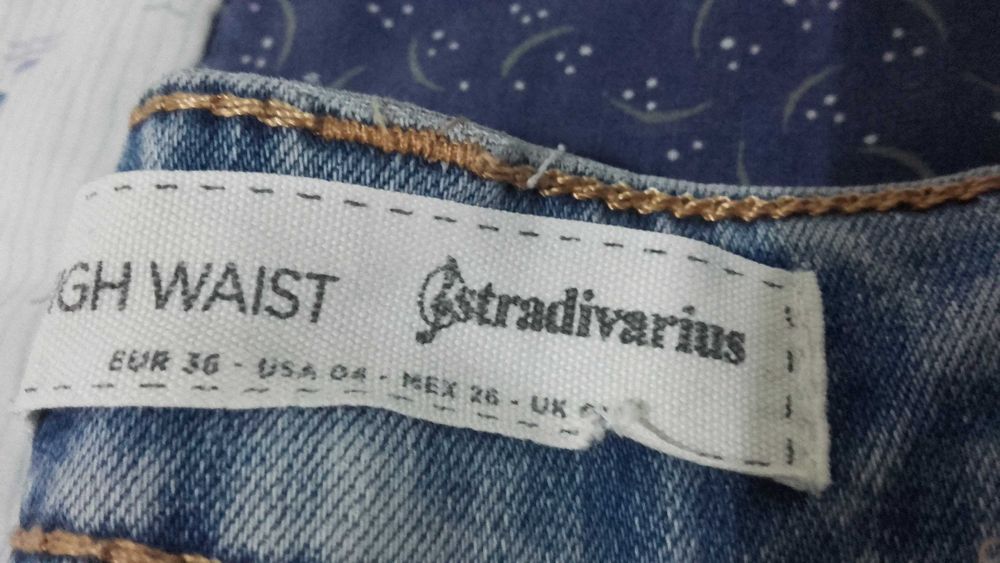 IGH WAIST
stradivarius
EUR 36 - USA 04 - MEX 26 - UK